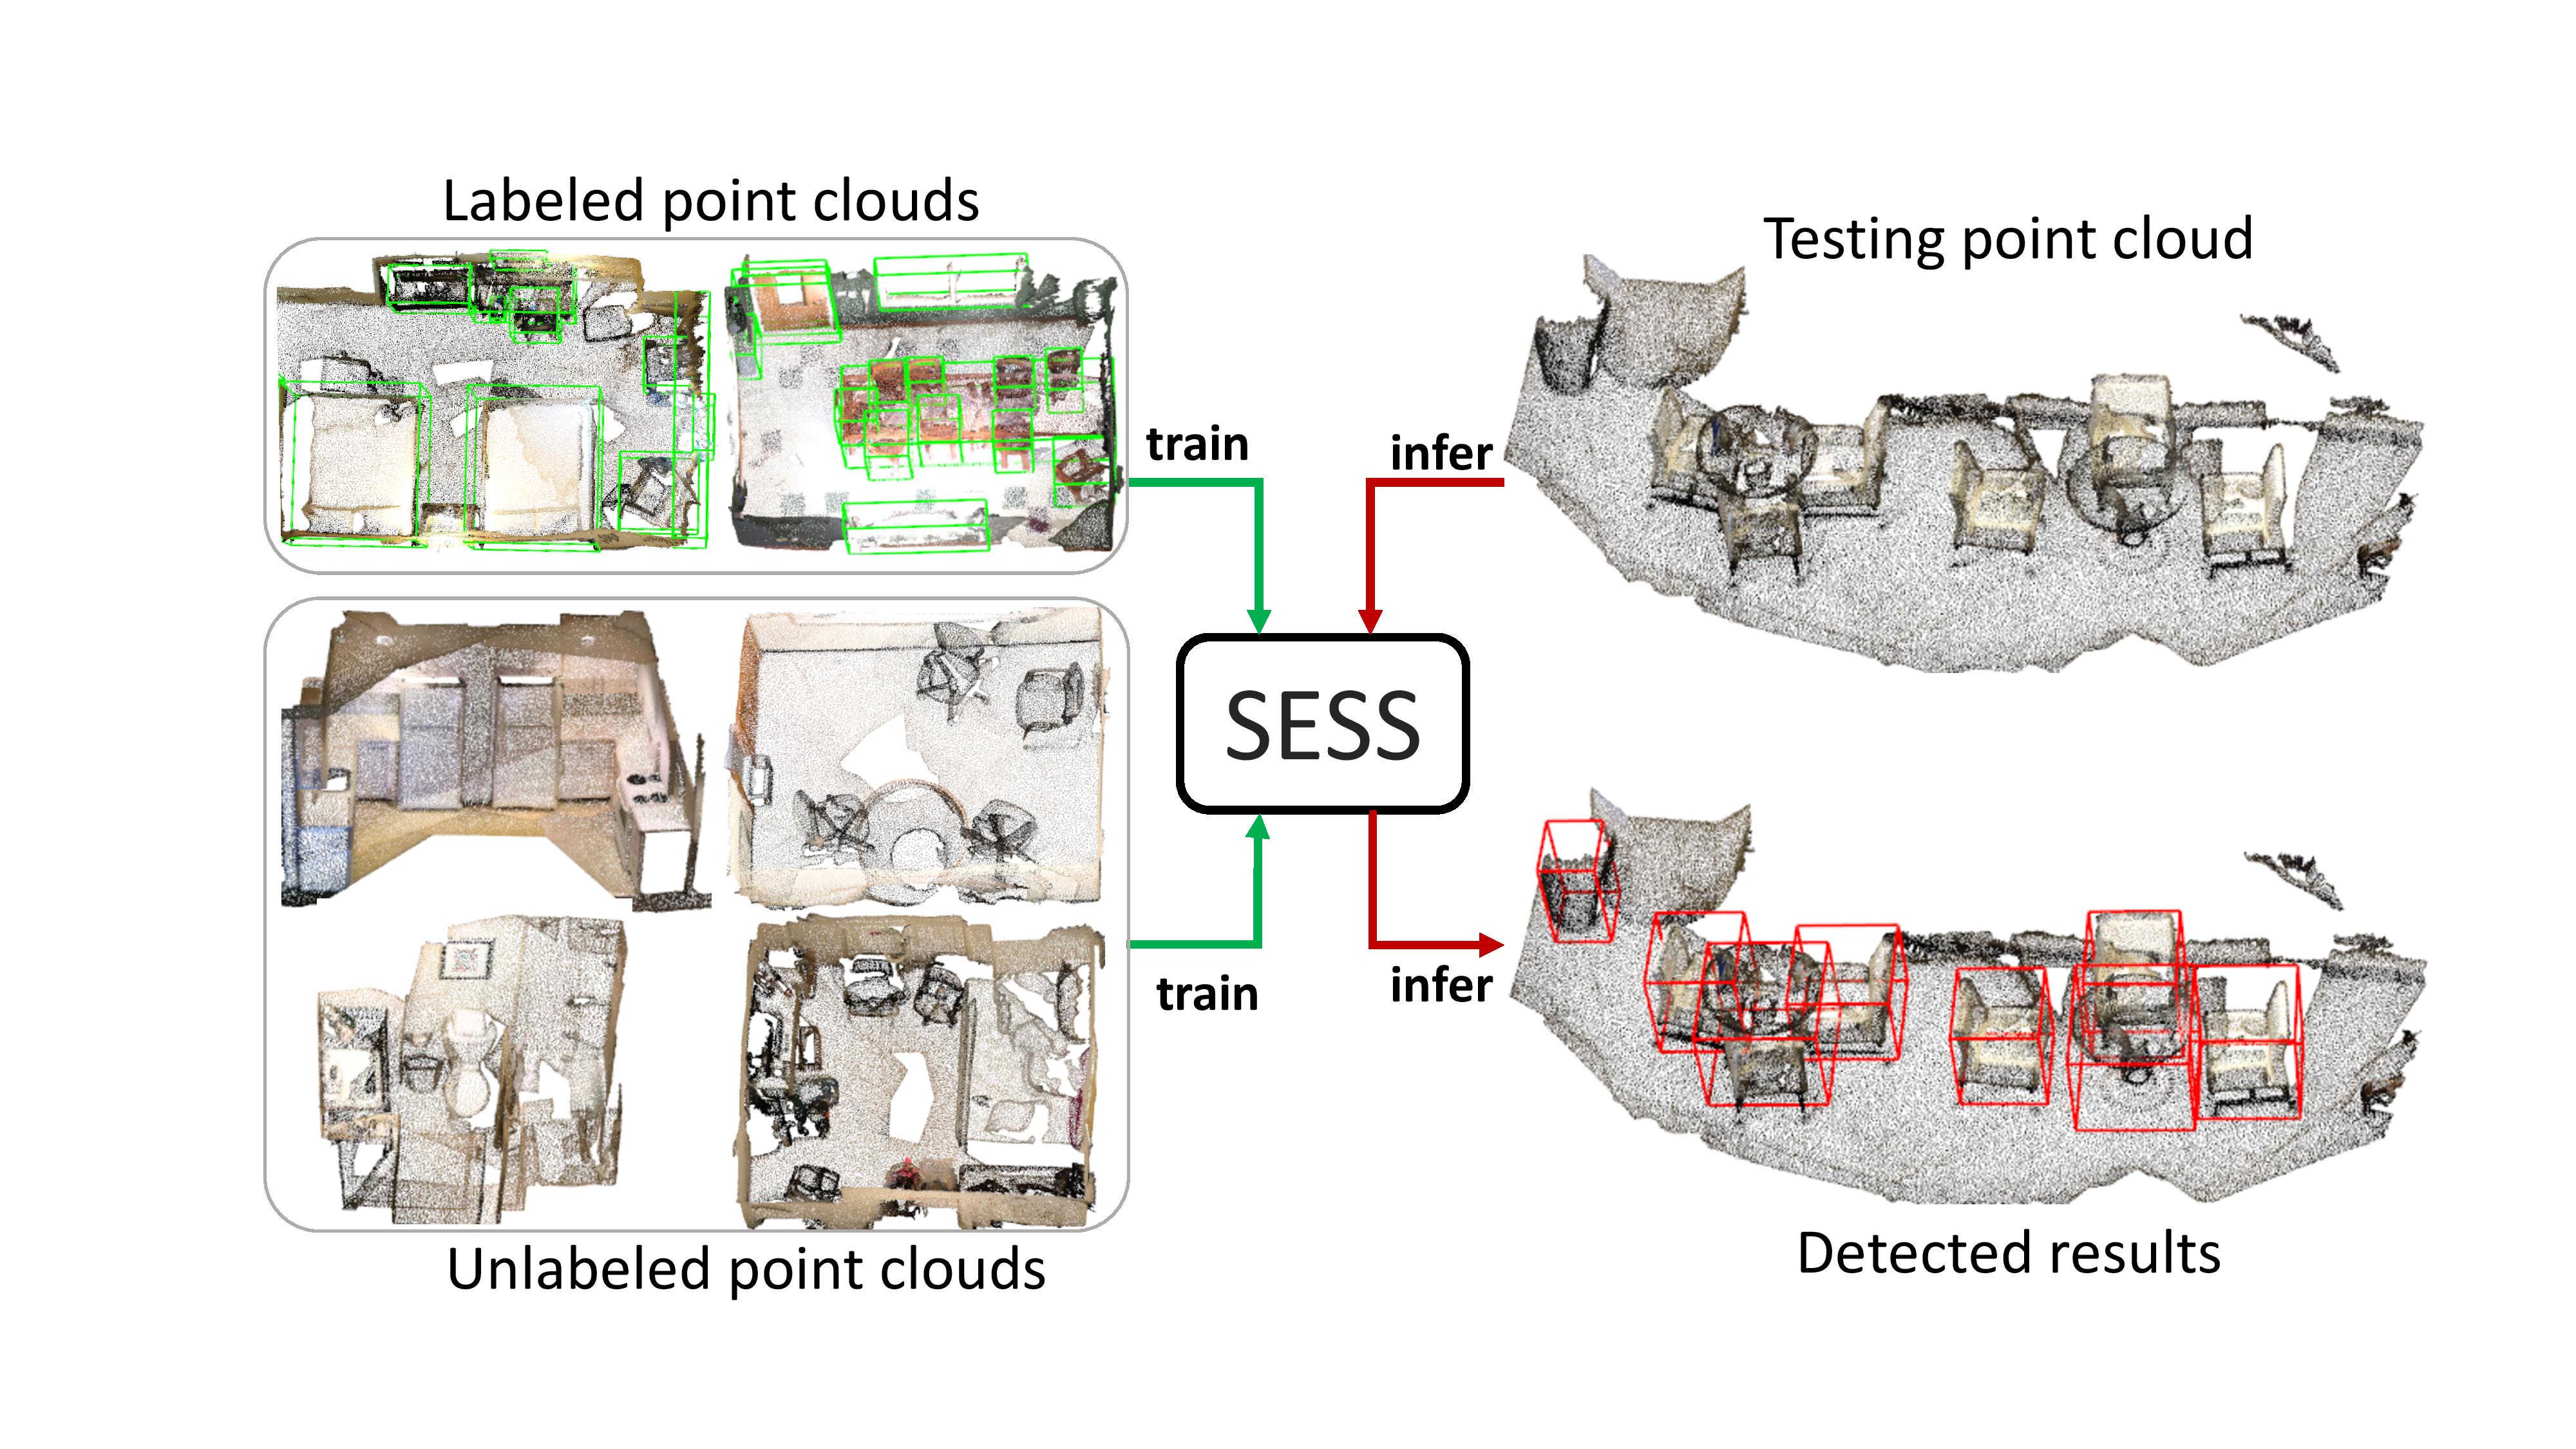 Labeled point clouds
Testing point cloud
train
infer
SESS
train
infer
Unlabeled point clouds
Detected results